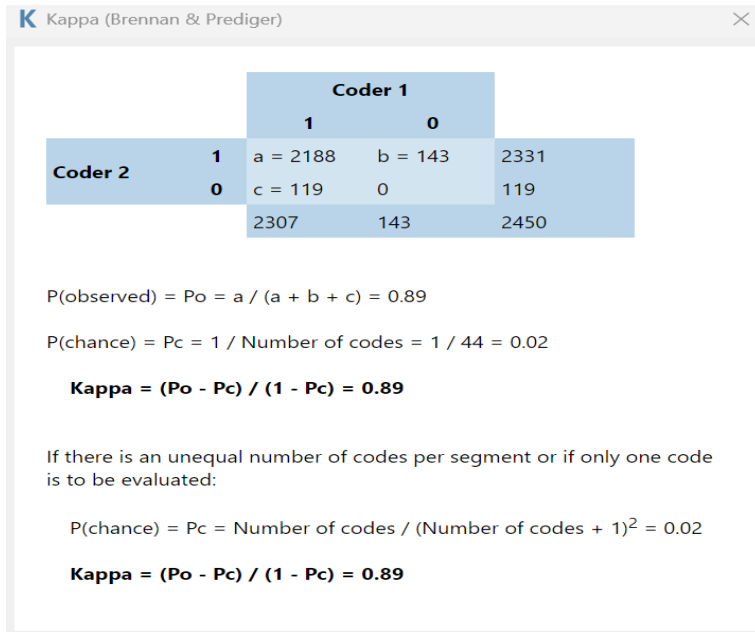 K Kappa (Brennan & Prediger)
Coder 1
1 0
Coder 2 1 a = 2188 b = 143 2331
0 c = 119 0 119
2307 143 2450
P(observed) = Po = a / (a + b + c) = 0.89
P(chance) = Pc = 1 / Number of codes = 1 / 44 = 0.02
Kappa = (Po - Pc) / (1 - Pc) = 0.89
If there is an unequal number of codes per segment or if only one code
is to be evaluated:
P(chance) = Pc = Number of codes / (Number of codes + 1)² = 0.02
Kappa = (Po - Pc) / (1 - Pc) = 0.89